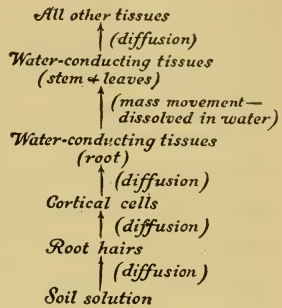 All other tissues
(diffusion)
Water-conducting tissues
(stem & leaves)
(mass movement—
dissolved in water)
Water-conducting tissues
(root)
(diffusion)
Cortical cells
(diffusion)
Root hairs
(diffusion)
Soil solution